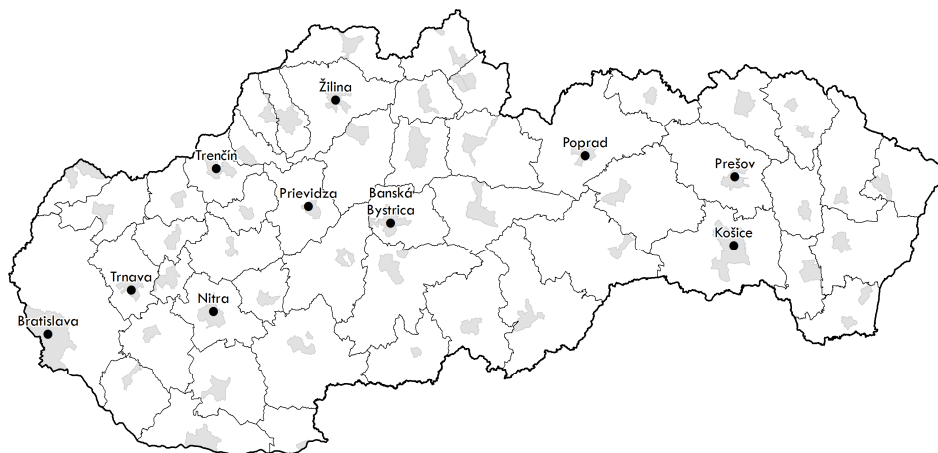 Žilina
Poprad
Trenčín
Prešov
Prievidza
Banská
Bystrica
Košice
Trnava
Nitra
Bratislava